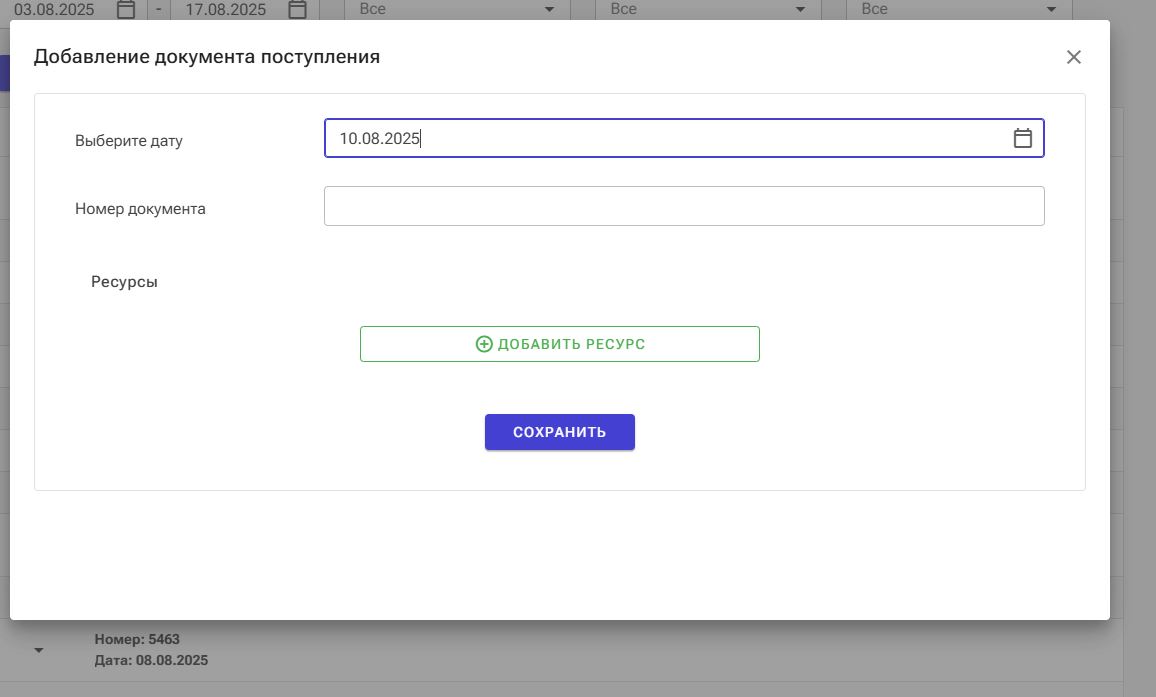 03.08.2025 - 17.08.2025 Все Все Все
Добавление документа поступления
Выберите дату 10.08.2025
Номер документа
Ресурсы
ДОБАВИТЬ РЕСУРС
СОХРАНИТЬ
Номер: 5463
Дата: 08.08.2025